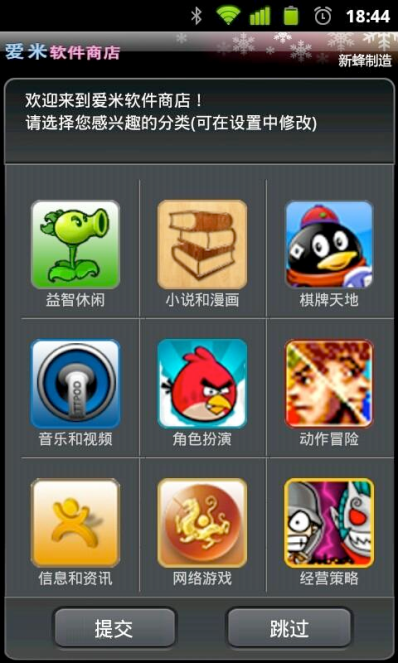 18:44
爱米软件商店
新蜂制造
欢迎来到爱米软件商店！
请选择您感兴趣的分类(可在设置中修改)
益智休闲
小说和漫画
棋牌天地
TTPOD
音乐和视频
角色扮演
动作冒险
信息和资讯
网络游戏
经营策略
提交
跳过